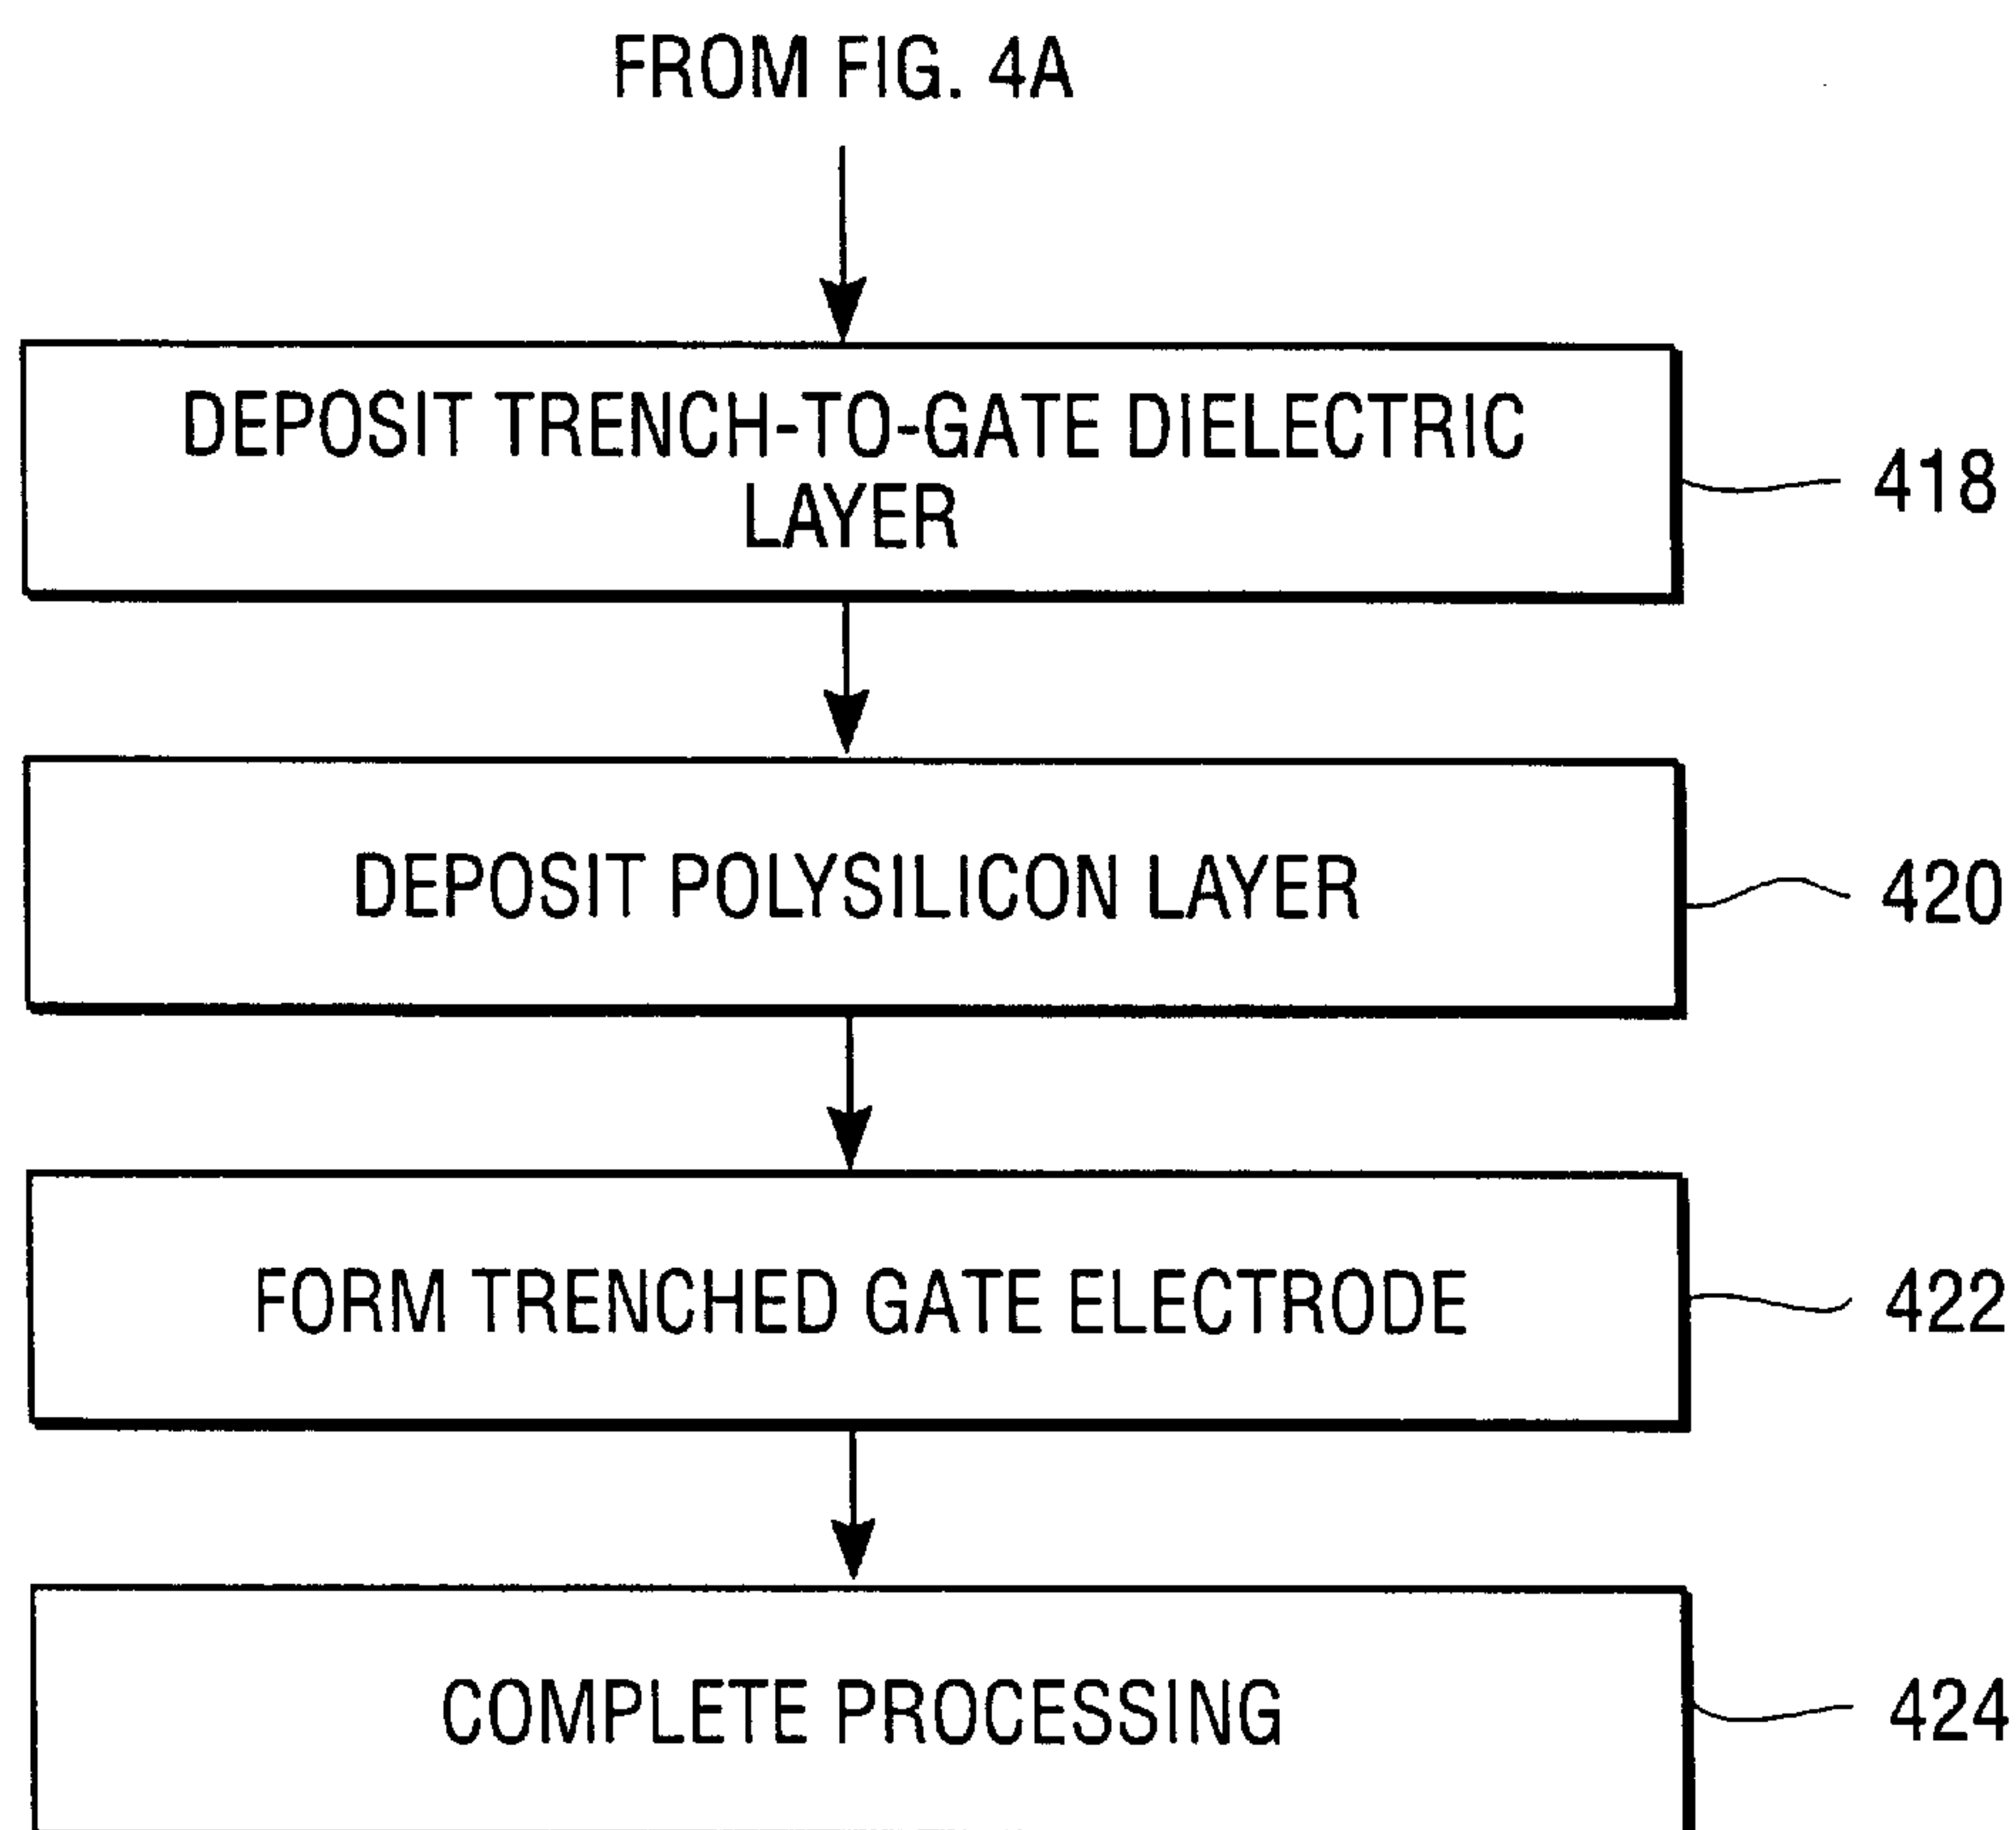 FROM FIG. 4A
DEPOSIT TRENCH-TO-GATE DIELECTRIC
LAYER
418
DEPOSIT POLYSILICON LAYER
420
FORM TRENCHED GATE ELECTRODE
422
COMPLETE PROCESSING
424